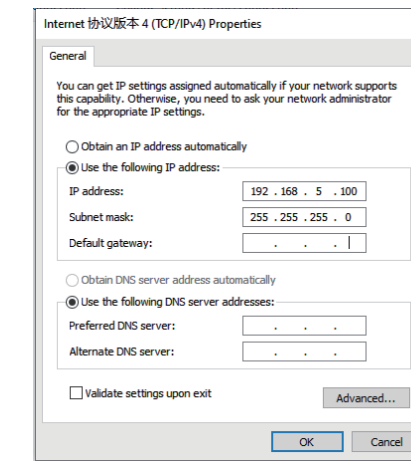 Internet 协议版本 4 (TCP/IPv4) Properties
General
You can get IP settings assigned automatically if your network supports
this capability. Otherwise, you need to ask your network administrator
for the appropriate IP settings.
Obtain an IP address automatically
Use the following IP address:
IP address: 192 . 168 . 5 . 100
Subnet mask: 255 . 255 . 255 . 0
Default gateway: . . .
Obtain DNS server address automatically
Use the following DNS server addresses:
Preferred DNS server: . . .
Alternate DNS server: . . .
Validate settings upon exit
Advanced...
OK Cancel